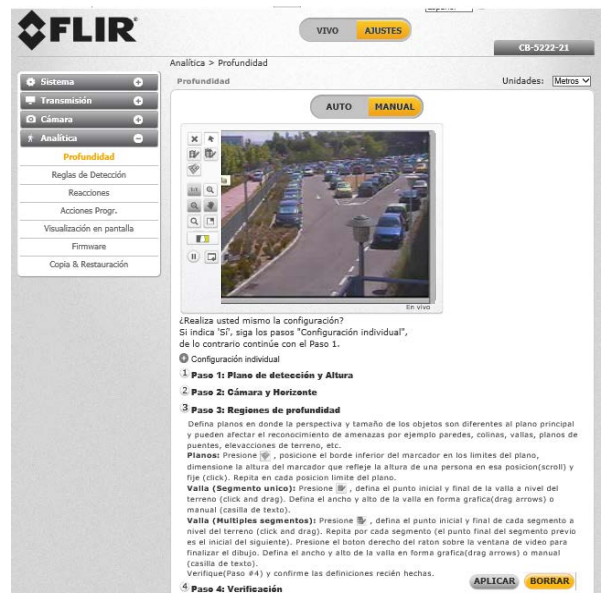 FLIR
VIVO AJUSTES
CB-5222-21
Analítica > Profundidad
Sistema
Transmisión
Cámara
Analítica
Profundidad
Reglas de Detección
Reacciones
Acciones Progr.
Visualización en pantalla
Firmware
Copia & Restauración
Profundidad
Unidades: Metros
AUTO MANUAL
En vivo
¿Realiza usted mismo la configuración?
Si indica 'Sí', siga los pasos "Configuración individual",
de lo contrario continúe con el Paso 1.
Configuración individual
1 Paso 1: Plano de detección y Altura
2 Paso 2: Cámara y Horizonte
3 Paso 3: Regiones de profundidad
Defina planos en donde la perspectiva y tamaño de los objetos son diferentes al plano principal
y pueden afectar el reconocimiento de amenazas por ejemplo paredes, colinas, vallas, planos de
puentes, elevacciones de terreno, etc.
Planos: Presione , posicione el borde inferior del marcador en los limites del plano,
dimensione la altura del marcador que refleje la altura de una persona en esa posicion(scroll) y
fije (click). Repita en cada posicion limite del plano.
Valla (Segmento unico): Presione , defina el punto inicial y final de la valla a nivel del
terreno (click and drag). Defina el ancho y alto de la valla en forma grafica(drag arrows) o
manual (casilla de texto).
Valla (Multiples segmentos): Presione , defina el punto inicial y final de cada segmento a
nivel del terreno (click and drag). Repita por cada segmento (el punto final del segmento previo
es el inicial del siguiente). Presione el boton derecho del raton sobre la ventana de video para
finalizar el dibujo. Defina el ancho y alto de la valla en forma grafica(drag arrows) o manual
(casilla de texto).
Verifique(Paso #4) y confirme las definiciones recién hechas.
4 Paso 4: Verificación
APLICAR BORRAR